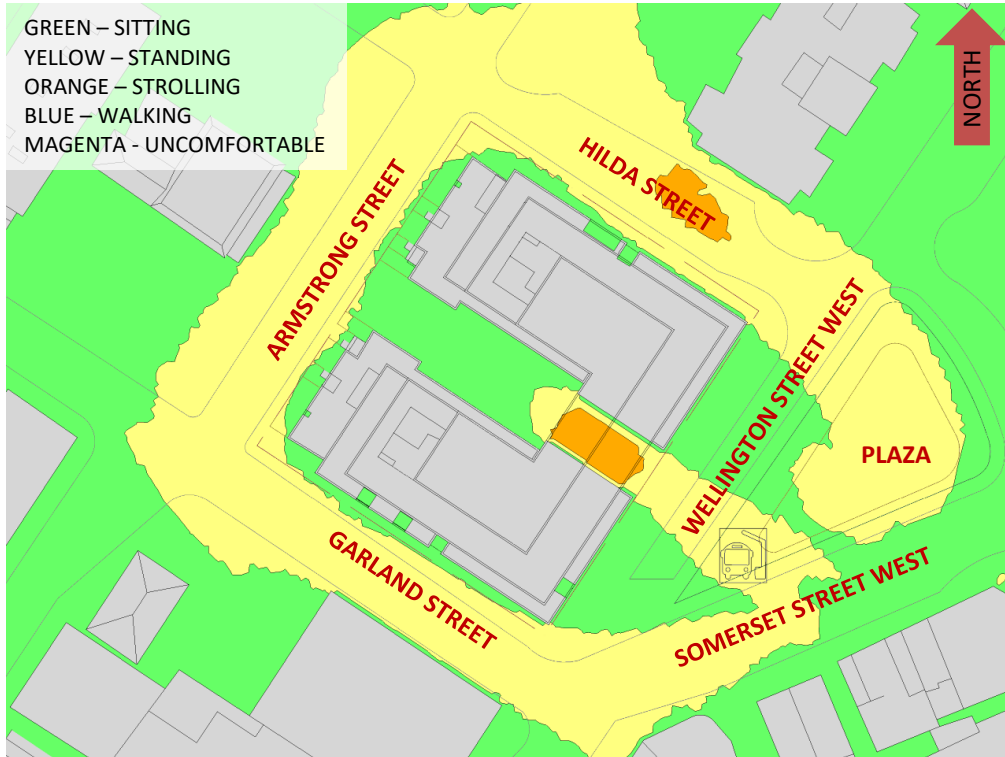 GREEN – SITTING
YELLOW – STANDING
ORANGE – STROLLING
BLUE – WALKING
MAGENTA - UNCOMFORTABLE
NORTH
HILDA STREET
ARMSTRONG STREET
WELLINGTON STREET WEST
PLAZA
GARLAND STREET
SOMERSET STREET WEST